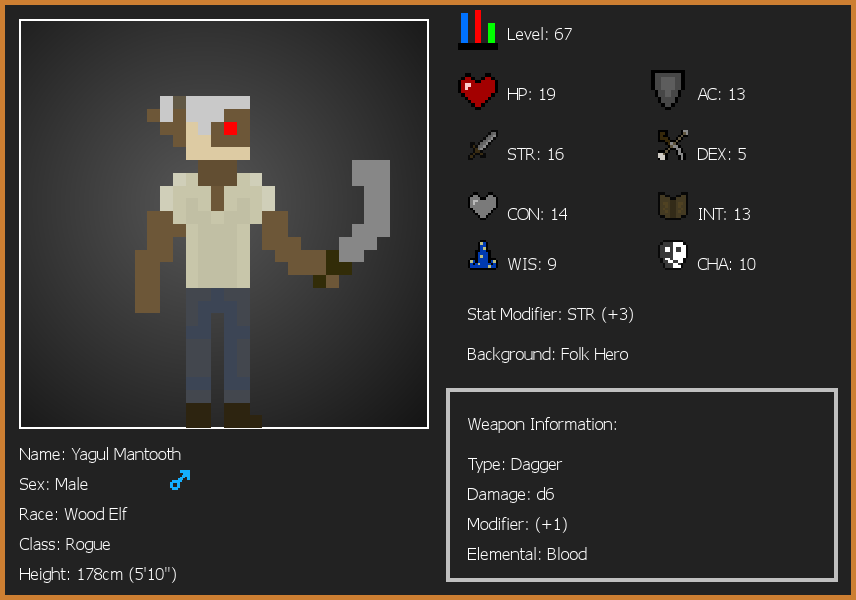 Level: 67
HP: 19
AC: 13
STR: 16
DEX: 5
CON: 14
INT: 13
WIS: 9
CHA: 10
Stat Modifier: STR (+3)
Background: Folk Hero
Weapon Information:
Type: Dagger
Damage: d6
Modifier: (+1)
Elemental: Blood
Name: Yagul Mantooth
Sex: Male
Race: Wood Elf
Class: Rogue
Height: 178cm (5'10")